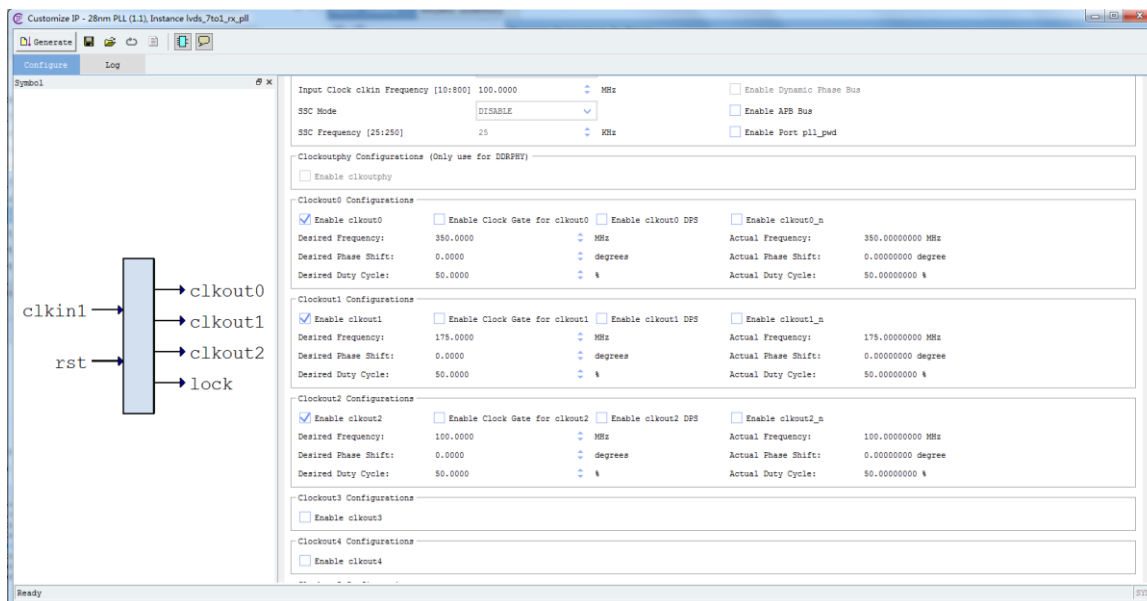 Customize IP - 28nm PLL (1.1), Instance lvds_7to1_rx_pll
Generate
Configure Log
Symbol
clkin1
rst
clkout0
clkout1
clkout2
lock
Input Clock clkin Frequency [10:800] 100.0000 MHz Enable Dynamic Phase Bus
SSC Mode DISABLE Enable APB Bus
SSC Frequency [25:250] 25 KHz Enable Port pll_pwd
Clockoutphy Configurations (Only use for DDRPHY)
Enable clkoutphy
Clockout0 Configurations
Enable clkout0 Enable Clock Gate for clkout0 Enable clkout0 DPS Enable clkout0_n
Desired Frequency: 350.0000 MHz Actual Frequency: 350.00000000 MHz
Desired Phase Shift: 0.0000 degrees Actual Phase Shift: 0.00000000 degree
Desired Duty Cycle: 50.0000 % Actual Duty Cycle: 50.00000000 %
Clockout1 Configurations
Enable clkout1 Enable Clock Gate for clkout1 Enable clkout1 DPS Enable clkout1_n
Desired Frequency: 175.0000 MHz Actual Frequency: 175.00000000 MHz
Desired Phase Shift: 0.0000 degrees Actual Phase Shift: 0.00000000 degree
Desired Duty Cycle: 50.0000 % Actual Duty Cycle: 50.00000000 %
Clockout2 Configurations
Enable clkout2 Enable Clock Gate for clkout2 Enable clkout2 DPS Enable clkout2_n
Desired Frequency: 100.0000 MHz Actual Frequency: 100.00000000 MHz
Desired Phase Shift: 0.0000 degrees Actual Phase Shift: 0.00000000 degree
Desired Duty Cycle: 50.0000 % Actual Duty Cycle: 50.00000000 %
Clockout3 Configurations
Enable clkout3
Clockout4 Configurations
Enable clkout4
Ready